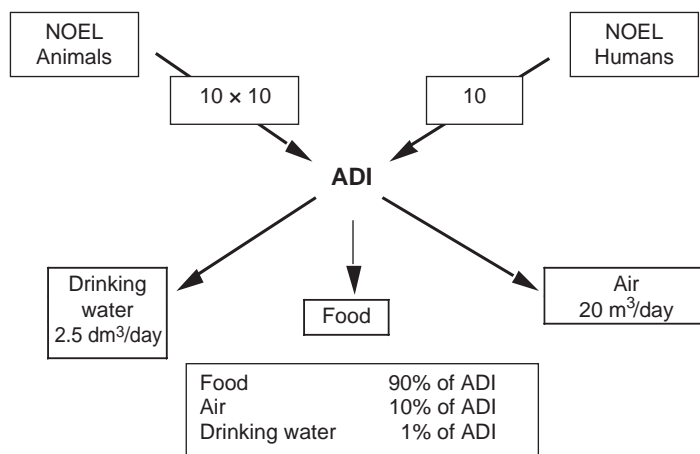 NOEL
Animals
NOEL
Humans
10 × 10
10
ADI
Drinking
water
2.5 dm³/day
Food
Air
20 m³/day
Food 90% of ADI
Air 10% of ADI
Drinking water 1% of ADI